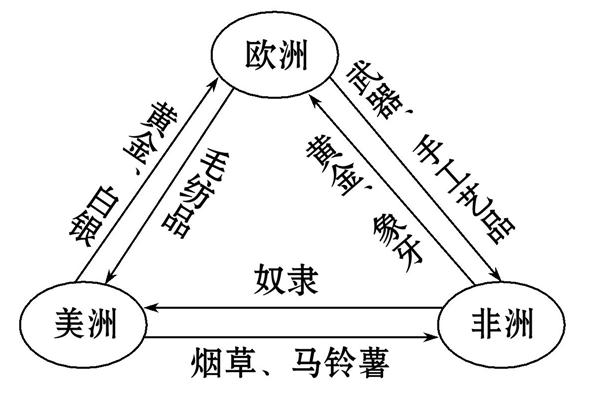 欧洲
黄金、白银
毛纺品
黄金、象牙
武器、手工艺品
奴隶
美洲
非洲
烟草、马铃薯